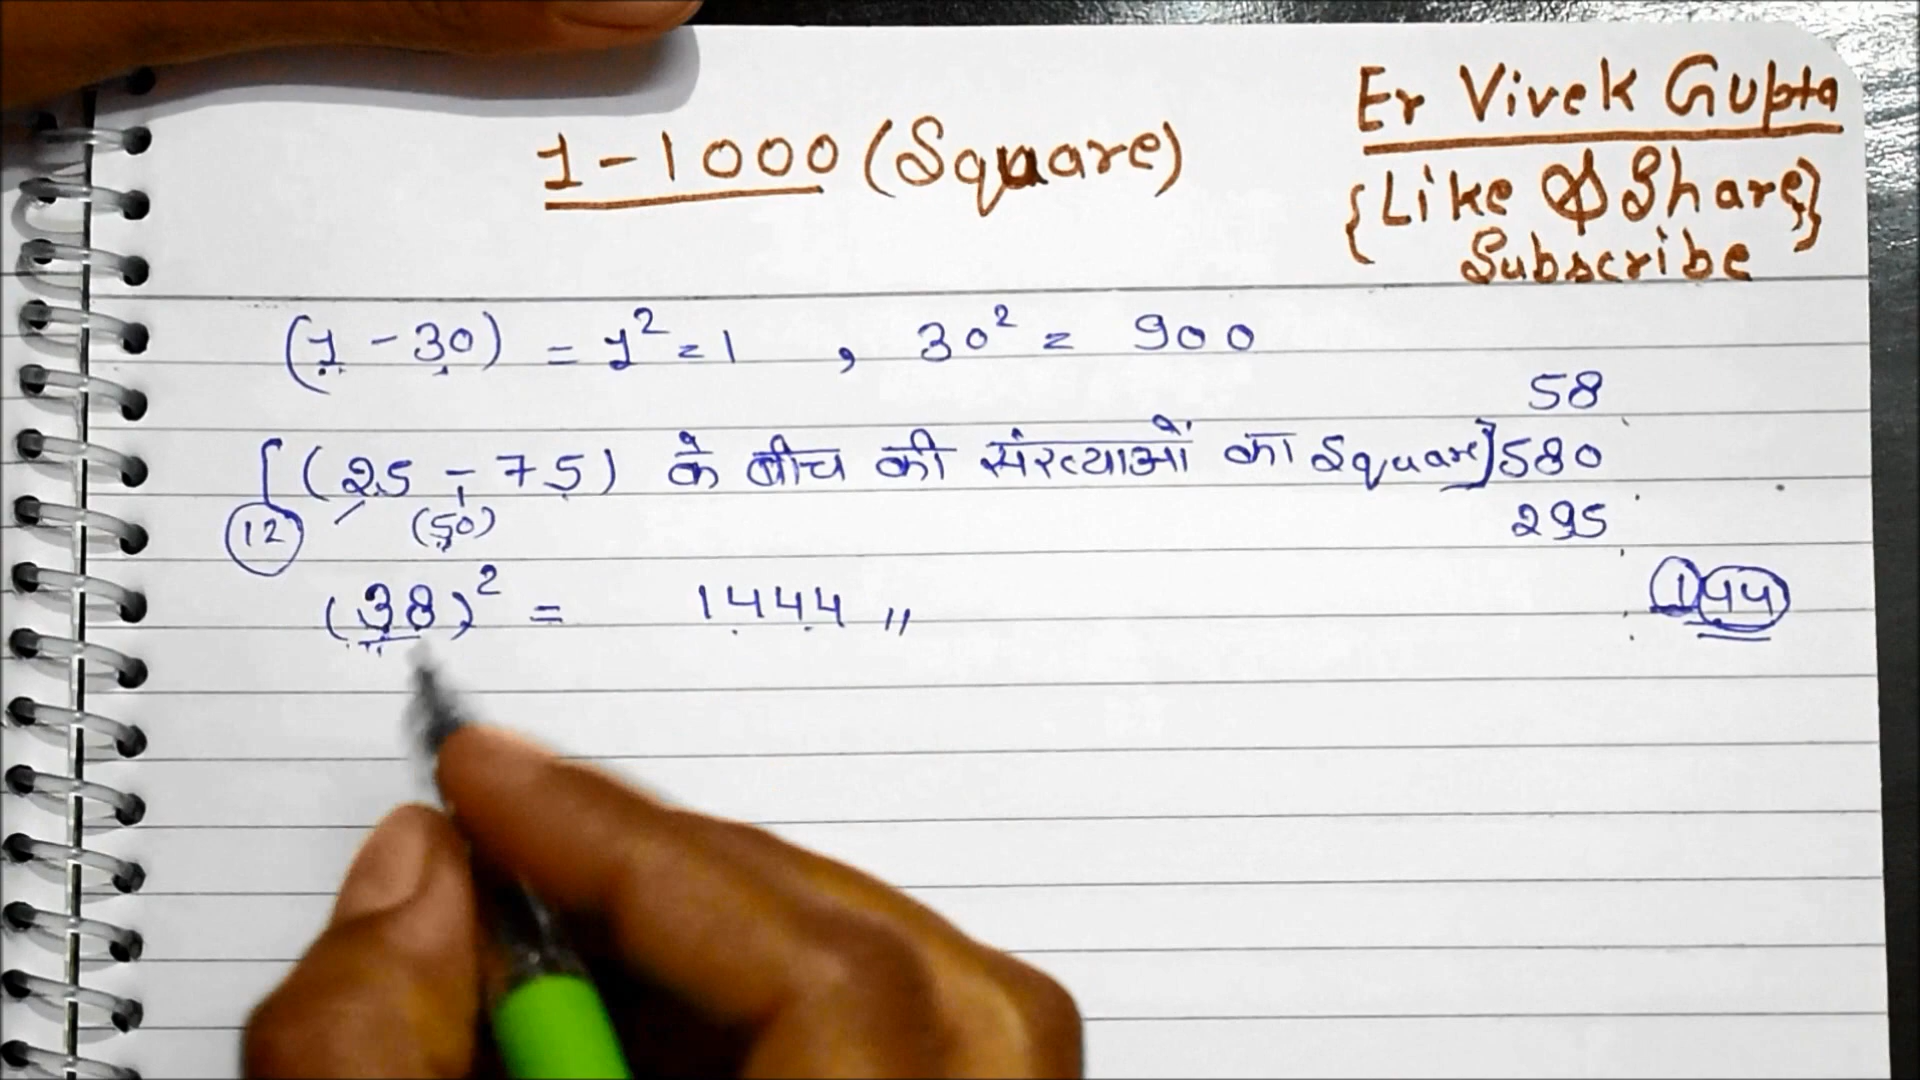 1-1000 (Square)
Er Vivek Gupta
{Like & Share}
Subscribe
(1 - 30) = 1² = 1 , 30² = 900
58
[(25 - 75) के बीच की संख्याओं का Square] 580
12 (50) 295
(38)² = 1444 ,, 144